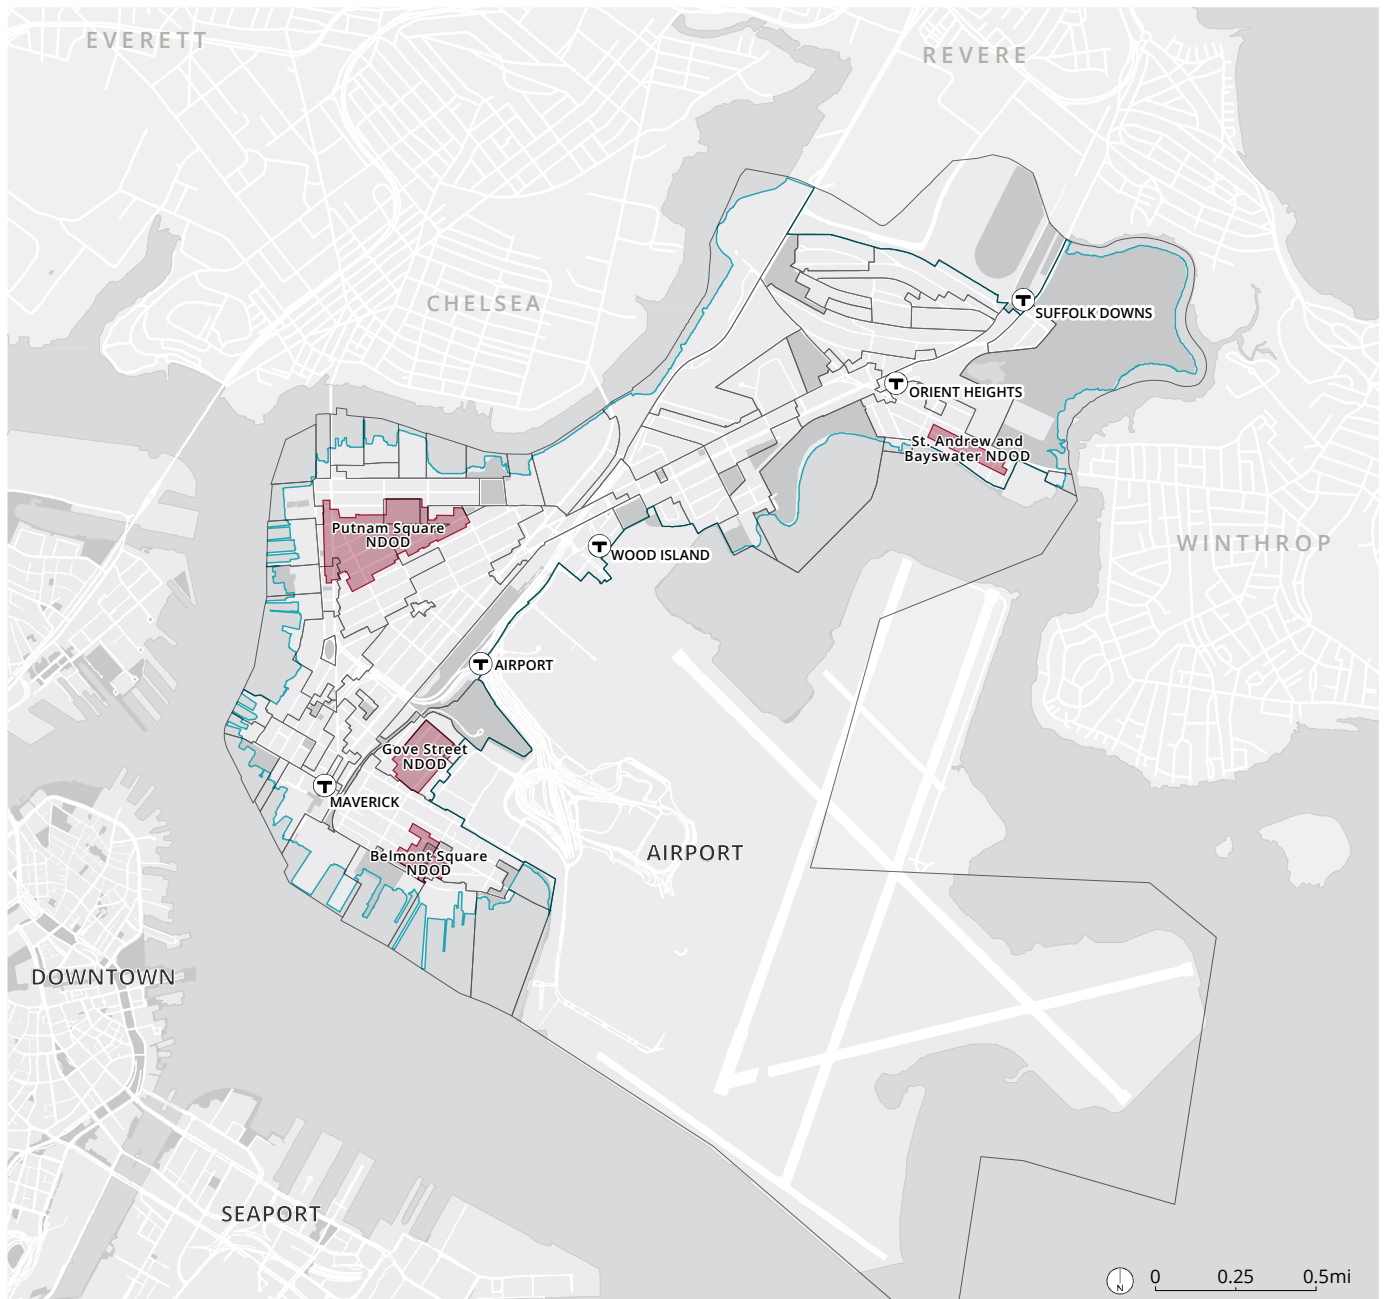 EVERETT
REVERE
CHELSEA
SUFFOLK DOWNS
ORIENT HEIGHTS
St. Andrew and
Bayswater NDOD
Putnam Square
NDOD
WOOD ISLAND
WINTHROP
AIRPORT
Gove Street
NDOD
MAVERICK
Belmont Square
NDOD
AIRPORT
DOWNTOWN
SEAPORT
N
0 0.25 0.5mi